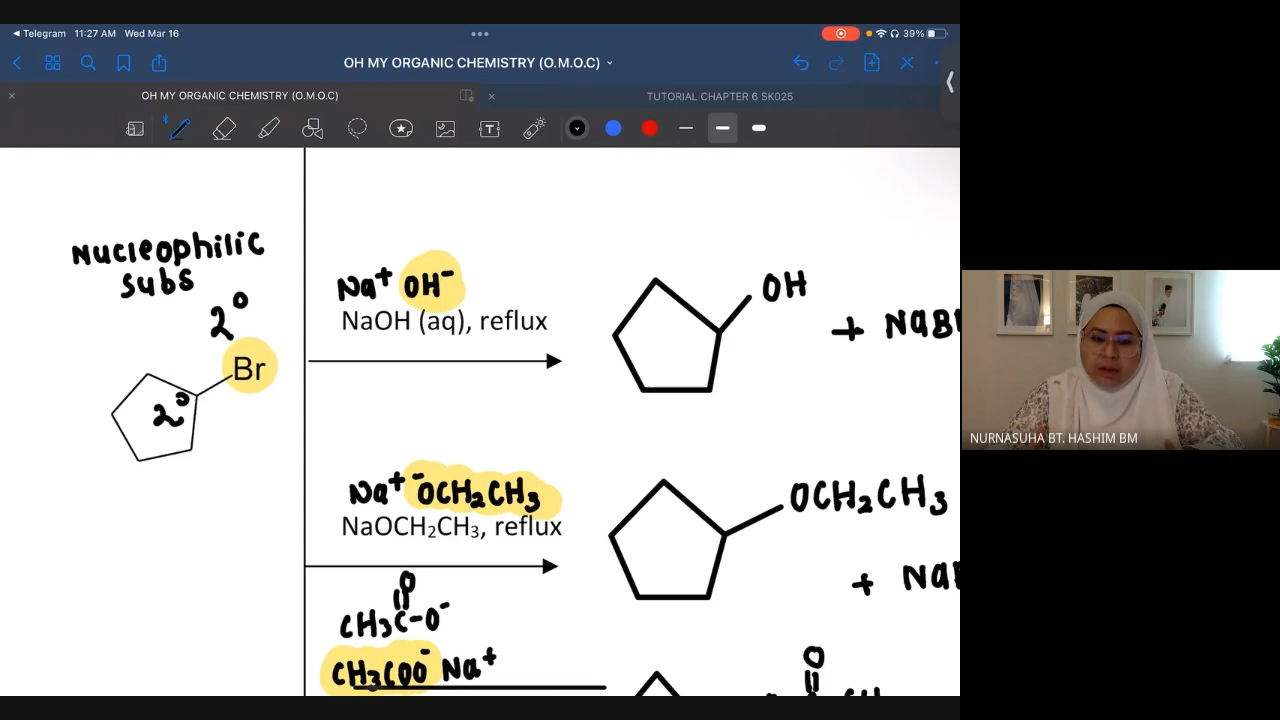 Telegram 11:27 AM Wed Mar 16
39%
OH MY ORGANIC CHEMISTRY (O.M.O.C)
OH MY ORGANIC CHEMISTRY (O.M.O.C)
TUTORIAL CHAPTER 6 SK025
T
Nucleophilic
subs
2°
Br
2°
Na⁺ OH⁻
NaOH (aq), reflux
OH
+ NaB
Na⁺ ⁻OCH₂CH₃
NaOCH₂CH₃, reflux
OCH₂CH₃
+ Na
O
CH₃C-O⁻
CH₃COO⁻ Na⁺
O
NURNASUHA BT. HASHIM BM